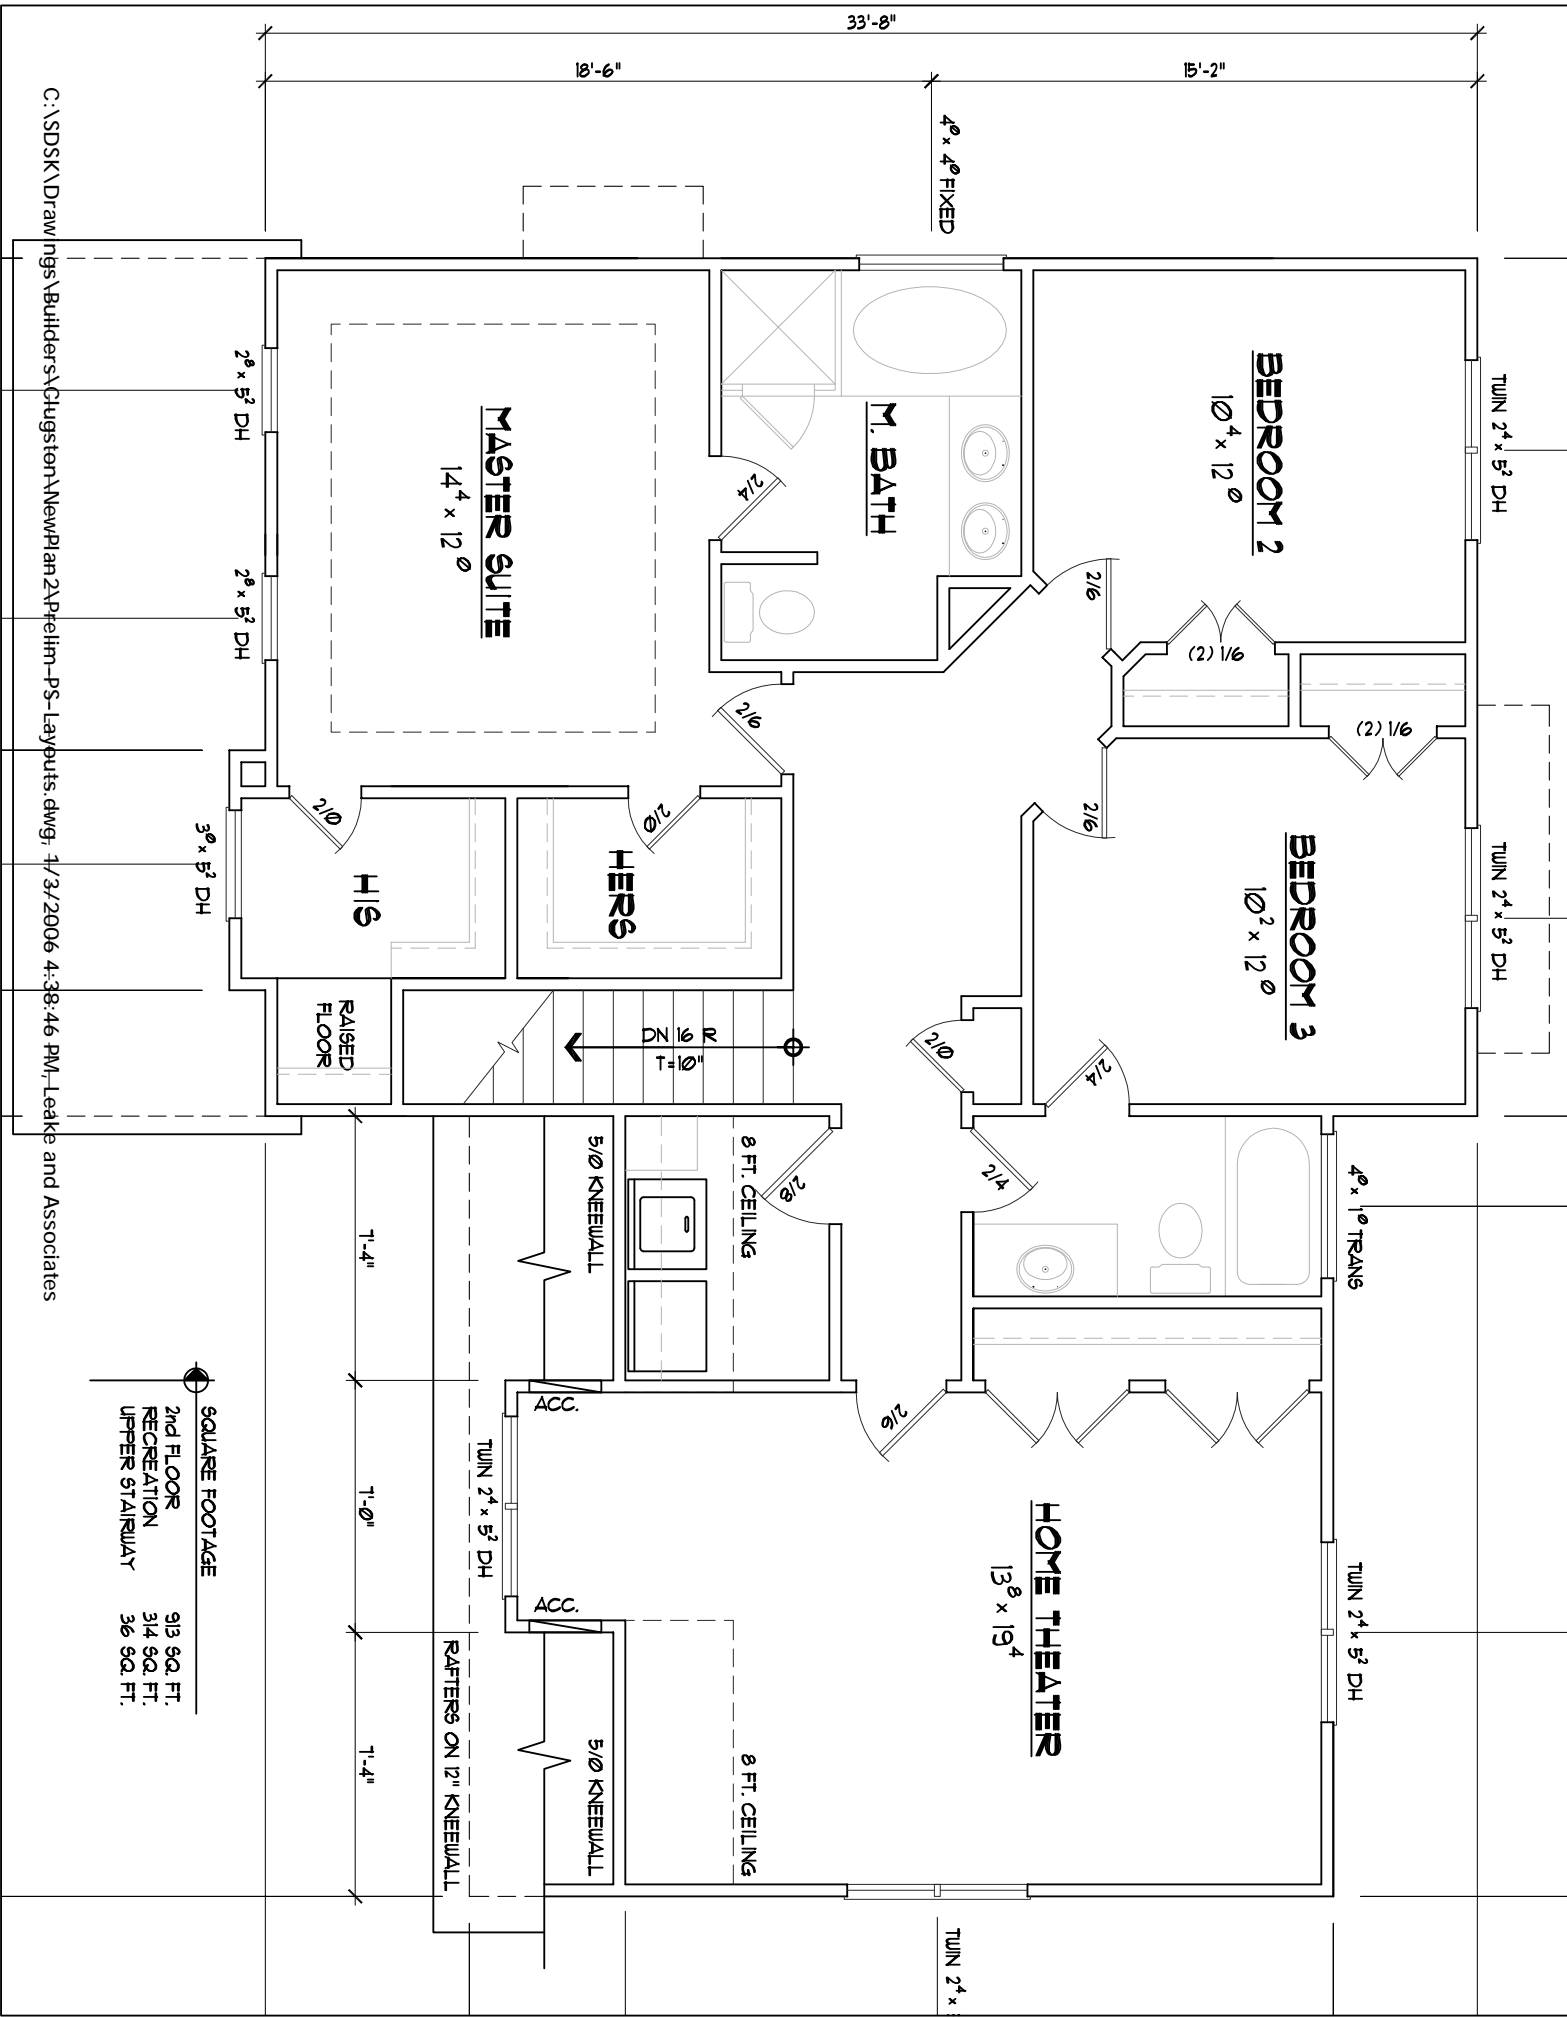 33'-8"
18'-6"
15'-2"
4⁰ x 4⁰ FIXED
TWIN 2⁴ x 5² DH
BEDROOM 2
10⁴ x 12⁰
2/6
(2) 1/6
(2) 1/6
TWIN 2⁴ x 5² DH
BEDROOM 3
10² x 12⁰
2/6
2/4
M. BATH
2/4
MASTER SUITE
14⁴ x 12⁰
2/6
2⁸ x 5² DH
2⁸ x 5² DH
3⁰ x 5² DH
2/0
2/0
HIS
HERS
RAISED
FLOOR
DN 16 R
T=10"
2/0
2/4
2/8
4⁰ x 1⁰ TRANS
8 FT. CEILING
5/0 KNEEWALL
7'-4"
ACC.
2/6
TWIN 2⁴ x 5² DH
7'-0"
ACC.
HOME THEATER
13⁸ x 19⁴
TWIN 2⁴ x 5² DH
8 FT. CEILING
5/0 KNEEWALL
RAFTERS ON 12" KNEEWALL
7'-4"
TWIN 2⁴ x
SQUARE FOOTAGE
2nd FLOOR 913 SQ. FT.
RECREATION 314 SQ. FT.
UPPER STAIRWAY 36 SQ. FT.
C:\SDSK\Drawings\Builders\Clugston\NewPlan2\Prelim-PS-Layouts.dwg, 1/3/2006 4:38:46 PM, Leake and Associates